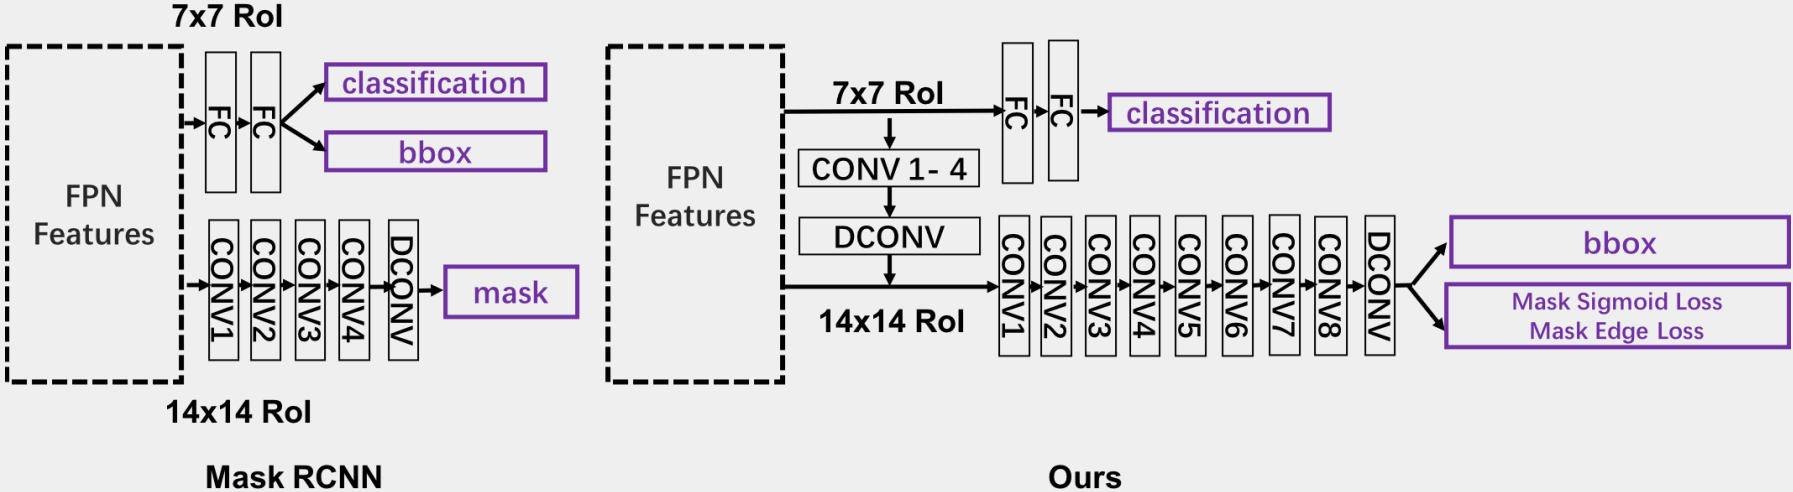 7x7 RoI
FPN
Features
FC
FC
classification
bbox
CONV1
CONV2
CONV3
CONV4
DCONV
mask
14x14 RoI
Mask RCNN
FPN
Features
7x7 RoI
FC
FC
classification
CONV 1- 4
DCONV
14x14 RoI
CONV1
CONV2
CONV3
CONV4
CONV5
CONV6
CONV7
CONV8
DCONV
bbox
Mask Sigmoid Loss
Mask Edge Loss
Ours